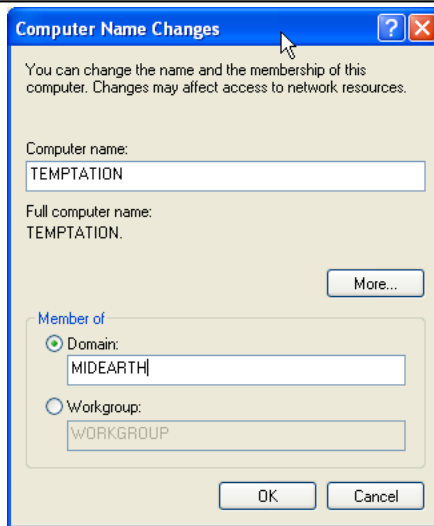 Computer Name Changes
You can change the name and the membership of this
computer. Changes may affect access to network resources.
Computer name:
TEMPTATION
Full computer name:
TEMPTATION.
More...
Member of
Domain:
MIDEARTH
Workgroup:
WORKGROUP
OK Cancel